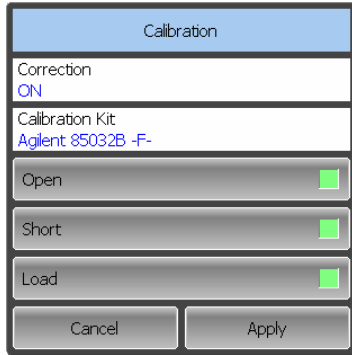 Calibration
Correction
ON
Calibration Kit
Agilent 85032B -F-
Open
Short
Load
Cancel Apply